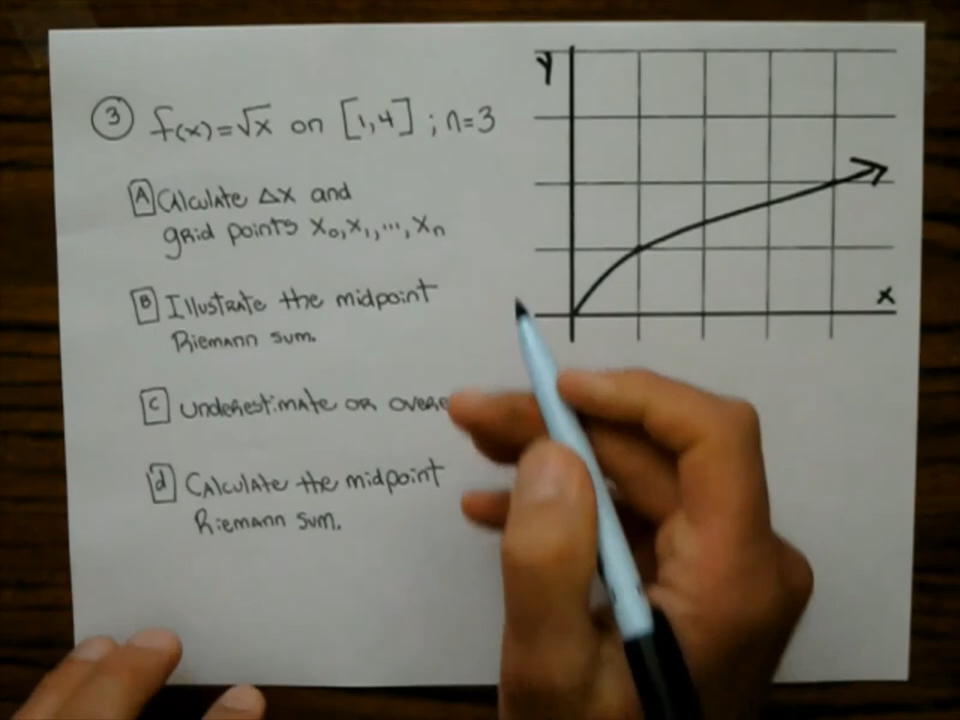 3 f(x)=√x on [1,4] ; n=3
A Calculate Δx and
grid points x₀,x₁,...,xₙ
B Illustrate the midpoint
Riemann sum.
C underestimate or
d Calculate the midpoint
Riemann sum.
y
x